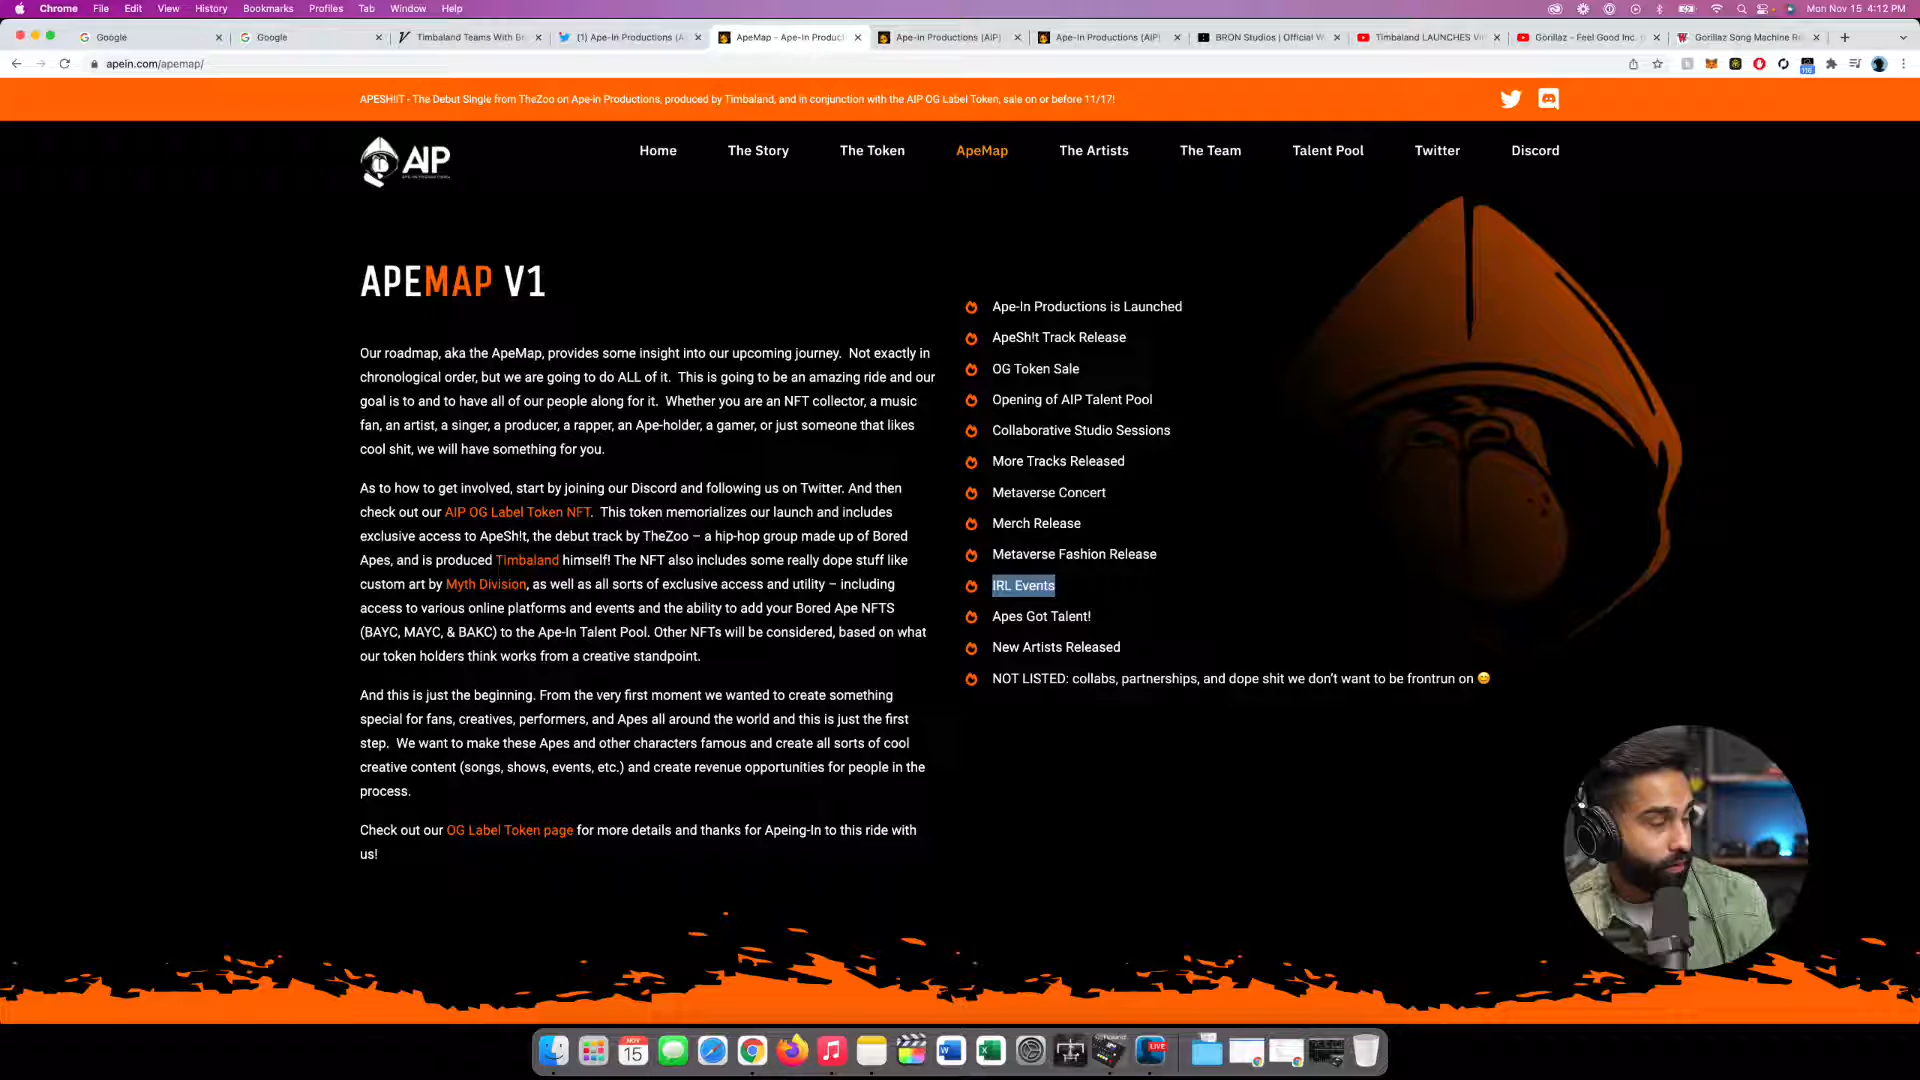 Chrome File Edit View History Bookmarks Profiles Tab Window Help Mon Nov 15 4:12 PM
Google Google Timbaland Teams With Br (1) Ape-In Productions (A ApeMap – Ape-In Product Ape-in Productions (AIP) Ape-In Productions (AIP) BRON Studios | Official W Timbaland LAUNCHES Vir Gorillaz - Feel Good Inc. Gorillaz Song Machine Re
apein.com/apemap/
116
APESH!IT - The Debut Single from TheZoo on Ape-in Productions, produced by Timbaland, and in conjunction with the AIP OG Label Token, sale on or before 11/17!
AIP
Home The Story The Token ApeMap The Artists The Team Talent Pool Twitter Discord
APEMAP V1
Our roadmap, aka the ApeMap, provides some insight into our upcoming journey. Not exactly in
chronological order, but we are going to do ALL of it. This is going to be an amazing ride and our
goal is to and to have all of our people along for it. Whether you are an NFT collector, a music
fan, an artist, a singer, a producer, a rapper, an Ape-holder, a gamer, or just someone that likes
cool shit, we will have something for you.
As to how to get involved, start by joining our Discord and following us on Twitter. And then
check out our AIP OG Label Token NFT. This token memorializes our launch and includes
exclusive access to ApeSh!t, the debut track by TheZoo – a hip-hop group made up of Bored
Apes, and is produced Timbaland himself! The NFT also includes some really dope stuff like
custom art by Myth Division, as well as all sorts of exclusive access and utility – including
access to various online platforms and events and the ability to add your Bored Ape NFTS
(BAYC, MAYC, & BAKC) to the Ape-In Talent Pool. Other NFTs will be considered, based on what
our token holders think works from a creative standpoint.
And this is just the beginning. From the very first moment we wanted to create something
special for fans, creatives, performers, and Apes all around the world and this is just the first
step. We want to make these Apes and other characters famous and create all sorts of cool
creative content (songs, shows, events, etc.) and create revenue opportunities for people in the
process.
Check out our OG Label Token page for more details and thanks for Apeing-In to this ride with
us!
Ape-In Productions is Launched
ApeSh!t Track Release
OG Token Sale
Opening of AIP Talent Pool
Collaborative Studio Sessions
More Tracks Released
Metaverse Concert
Merch Release
Metaverse Fashion Release
IRL Events
Apes Got Talent!
New Artists Released
NOT LISTED: collabs, partnerships, and dope shit we don't want to be frontrun on 😊
NOV
15
LIVE